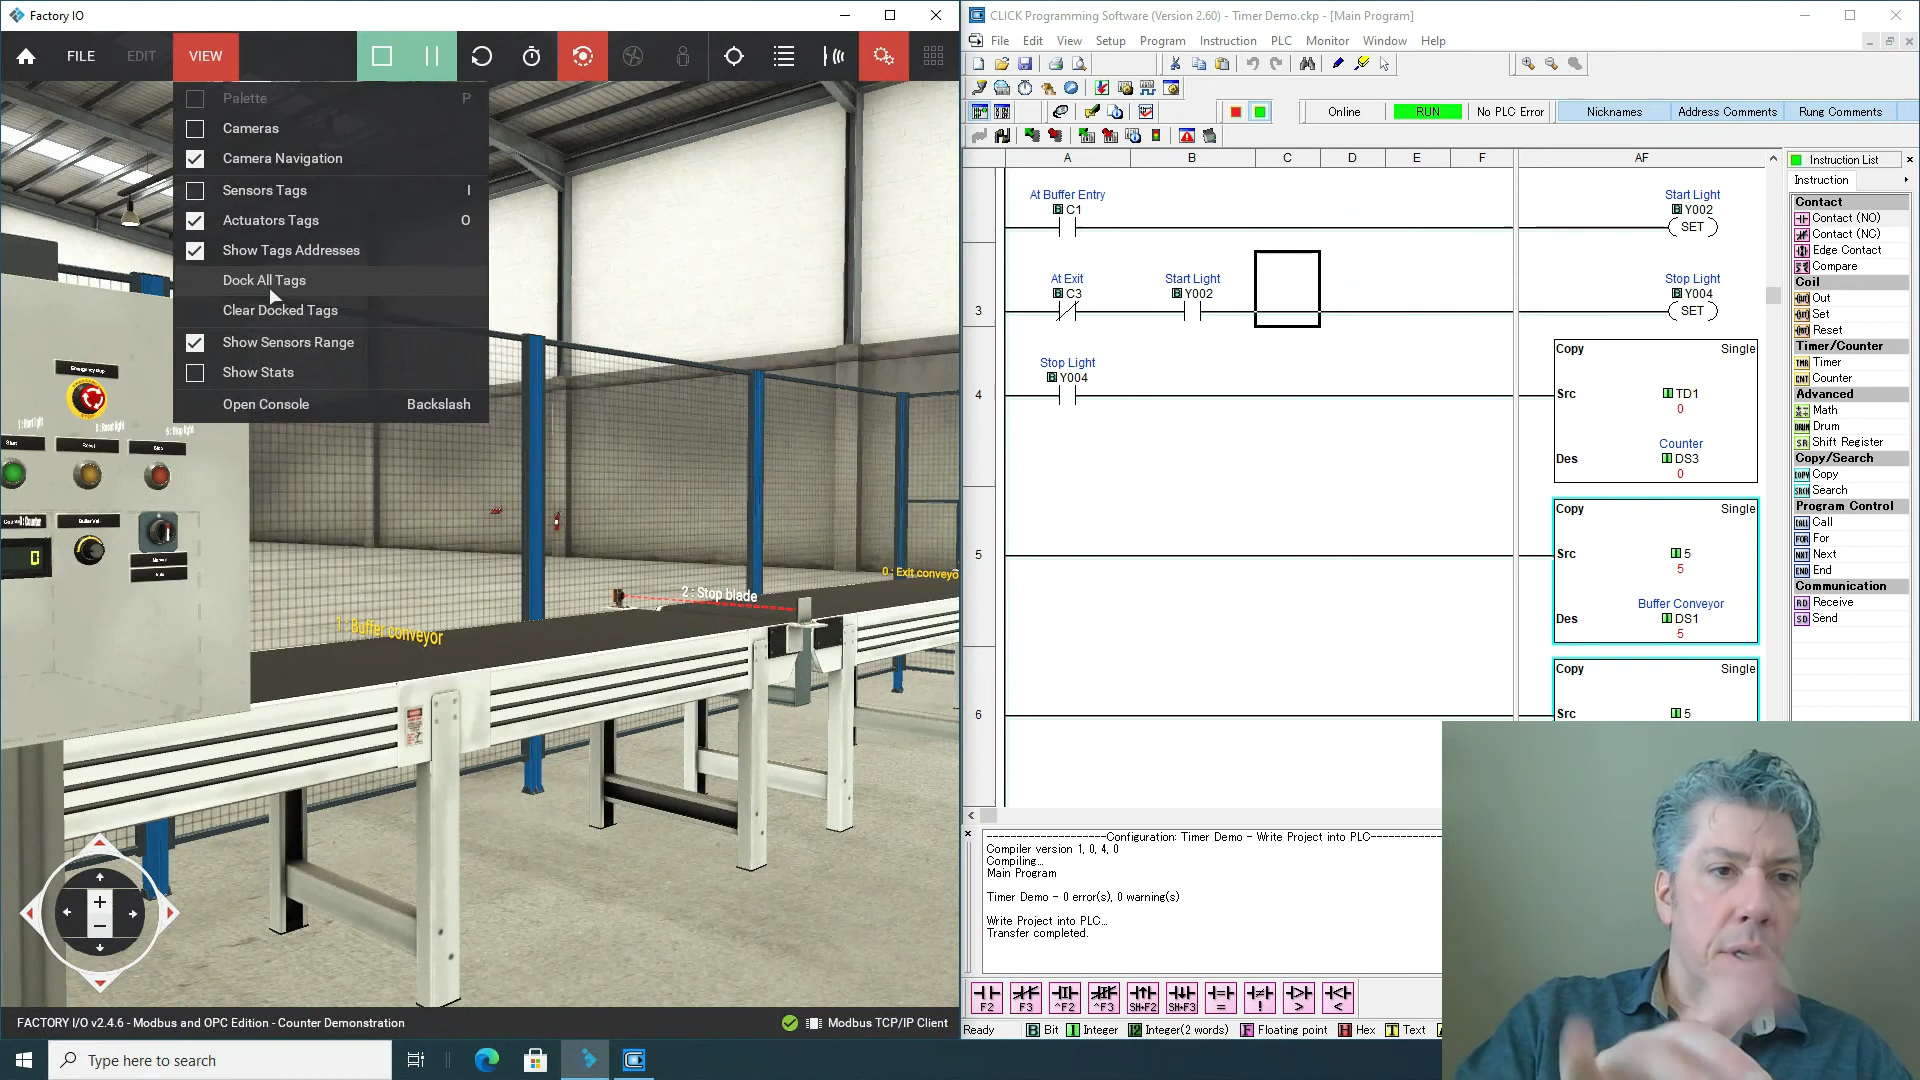 Factory IO
FILE
EDIT
VIEW
Palette P
Cameras
Camera Navigation
Sensors Tags I
Actuators Tags O
Show Tags Addresses
Dock All Tags
Clear Docked Tags
Show Sensors Range
Show Stats
Open Console Backslash
Emergency Stop
Start
Reset
Stop
0
1 : Buffer conveyor
2 : Stop blade
0 : Exit conveyo
FACTORY I/O v2.4.6 - Modbus and OPC Edition - Counter Demonstration
Modbus TCP/IP Client
Type here to search
CLICK Programming Software (Version 2.60) - Timer Demo.ckp - [Main Program]
File Edit View Setup Program Instruction PLC Monitor Window Help
Online
RUN
No PLC Error
Nicknames
Address Comments
Rung Comments
A B C D E F AF
At Buffer Entry
C1
Start Light
Y002
SET
3
At Exit
C3
Start Light
Y002
Stop Light
Y004
SET
4
Stop Light
Y004
Copy Single
Src TD1
0
Counter
Des DS3
0
5
Copy Single
Src 5
5
Buffer Conveyor
Des DS1
5
6
Copy Single
Src 5
Instruction List
Instruction
Contact
Contact (NO)
Contact (NC)
Edge Contact
Compare
Coil
Out
Set
Reset
Timer/Counter
Timer
Counter
Advanced
Math
Drum
Shift Register
Copy/Search
Copy
Search
Program Control
Call
For
Next
End
Communication
Receive
Send
--------------------Configuration: Timer Demo - Write Project into PLC------------
Compiler version 1, 0, 4, 0
Compiling...
Main Program
Timer Demo - 0 error(s), 0 warning(s)
Write Project into PLC...
Transfer completed.
F2 F3 ^F2 ^F3 SH+F2 SH+F3 = ! > <
Ready
B Bit I Integer I2 Integer(2 words) F Floating point H Hex T Text